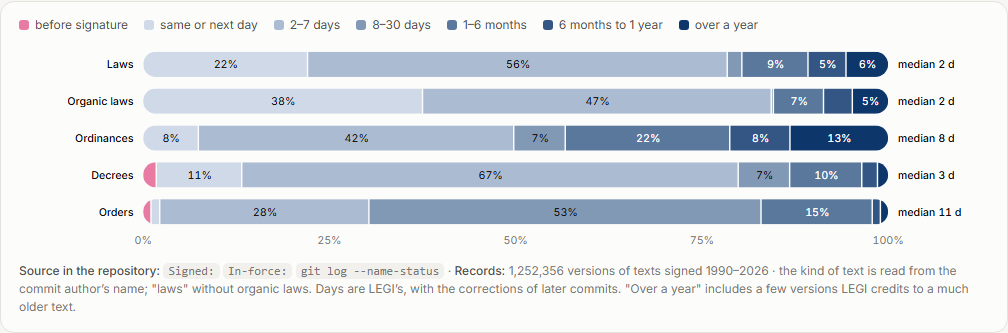 before signature same or next day 2–7 days 8–30 days 1–6 months 6 months to 1 year over a year
Laws 22% 56% 9% 5% 6% median 2 d
Organic laws 38% 47% 7% 5% median 2 d
Ordinances 8% 42% 7% 22% 8% 13% median 8 d
Decrees 11% 67% 7% 10% median 3 d
Orders 28% 53% 15% median 11 d
0% 25% 50% 75% 100%
Source in the repository: Signed: In-force: git log --name-status · Records: 1,252,356 versions of texts signed 1990–2026 · the kind of text is read from the
commit author's name; "laws" without organic laws. Days are LEGI's, with the corrections of later commits. "Over a year" includes a few versions LEGI credits to a much
older text.